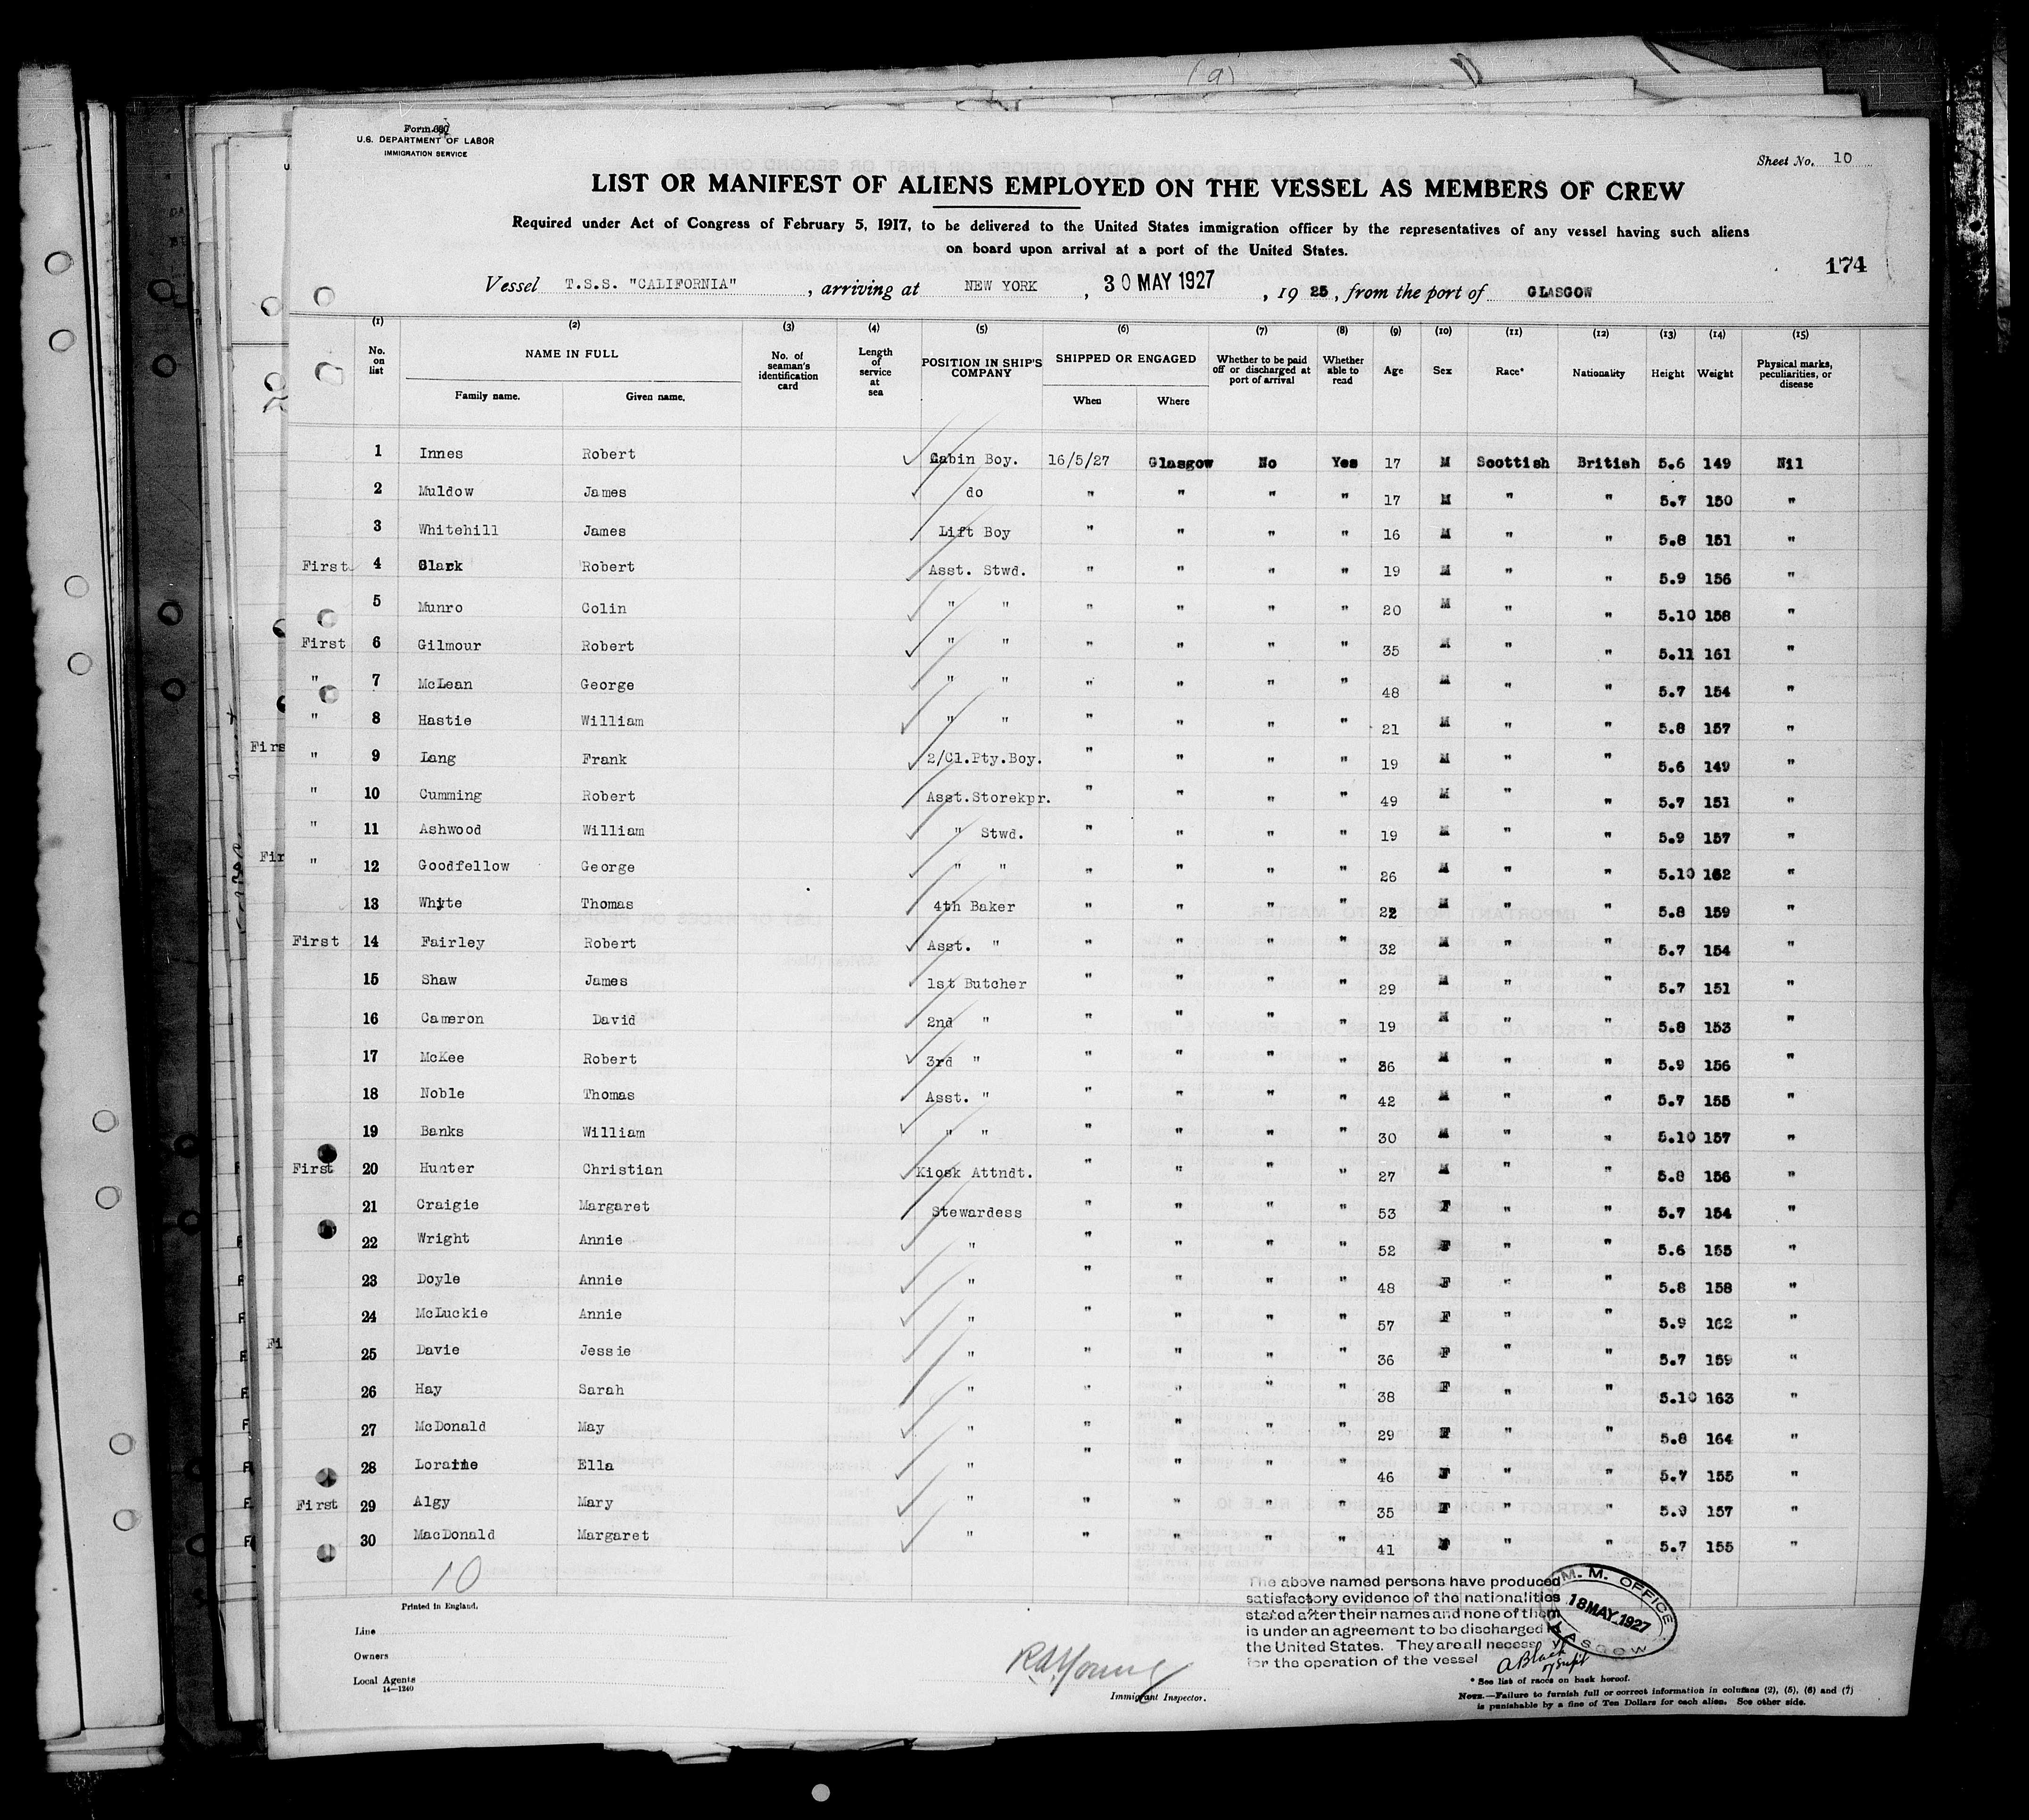 (a)
Form 680
U.S. DEPARTMENT OF LABOR
IMMIGRATION SERVICE
Sheet No. 10
LIST OR MANIFEST OF ALIENS EMPLOYED ON THE VESSEL AS MEMBERS OF CREW
Required under Act of Congress of February 5, 1917, to be delivered to the United States immigration officer by the representatives of any vessel having such aliens
on board upon arrival at a port of the United States.
174
Vessel T.S.S. "CALIFORNIA", arriving at NEW YORK, 30 MAY 1927, 19 25, from the port of GLASGOW
(1) (2) (3) (4) (5) (6) (7) (8) (9) (10) (11) (12) (13) (14) (15)
No. on list NAME IN FULL Family name. Given name. No. of seaman's identification card Length of service at sea POSITION IN SHIP'S COMPANY SHIPPED OR ENGAGED When Where Whether to be paid off or discharged at port of arrival Whether able to read Age Sex Race* Nationality Height Weight Physical marks, peculiarities, or disease
1 Innes Robert Cabin Boy. 16/5/27 Glasgow No Yes 17 M Scottish British 5.6 149 Nil
2 Muldow James do " " " " 17 M " " 5.7 150 "
3 Whitehill James Lift Boy " " " " 16 M " " 5.8 151 "
First 4 Clark Robert Asst. Stwd. " " " " 19 M " " 5.9 156 "
5 Munro Colin " " " " " " 20 M " " 5.10 158 "
First 6 Gilmour Robert " " " " " " 35 M " " 5.11 161 "
" 7 McLean George " " " " " " 48 M " " 5.7 154 "
" 8 Hastie William " " " " " " 21 M " " 5.8 157 "
" 9 Lang Frank 2/Cl.Pty.Boy. " " " " 19 M " " 5.6 149 "
" 10 Cumming Robert Asst.Storekpr. " " " " 49 M " " 5.7 151 "
" 11 Ashwood William " Stwd. " " " " 19 M " " 5.9 157 "
" 12 Goodfellow George " " " " " " 26 M " " 5.10 162 "
13 Whyte Thomas 4th Baker " " " " 22 M " " 5.8 159 "
First 14 Fairley Robert Asst. " " " " " 32 M " " 5.7 154 "
15 Shaw James 1st Butcher " " " " 29 M " " 5.7 151 "
16 Cameron David 2nd " " " " " 19 M " " 5.8 153 "
17 McKee Robert 3rd " " " " " 36 M " " 5.9 156 "
18 Noble Thomas Asst. " " " " " 42 M " " 5.7 155 "
19 Banks William " " " " " " 30 M " " 5.10 157 "
First 20 Hunter Christian Kiosk Attndt. " " " " 27 M " " 5.8 156 "
21 Craigie Margaret Stewardess " " " " 53 F " " 5.7 154 "
22 Wright Annie " " " " " 52 F " " 5.6 155 "
23 Doyle Annie " " " " " 48 F " " 5.8 158 "
24 McLuckie Annie " " " " " 57 F " " 5.9 162 "
25 Davie Jessie " " " " " 36 F " " 5.7 159 "
26 Hay Sarah " " " " " 38 F " " 5.10 163 "
27 McDonald May " " " " " 29 F " " 5.8 164 "
28 Loraine Ella " " " " " 46 F " " 5.7 155 "
First 29 Algy Mary " " " " " 35 F " " 5.9 157 "
30 MacDonald Margaret " " " " " 41 F " " 5.7 155 "
10
Printed in England.
Line
Owners
Local Agents
14—1240
Immigrant Inspector.
The above named persons have produced
satisfactory evidence of the nationalities
stated after their names and none of them
is under an agreement to be discharged in
the United States. They are all necessary
for the operation of the vessel
M. M. OFFICE
18 MAY 1927
GLASGOW
A Black
* See list of races on back hereof.
NOTE.—Failure to furnish full or correct information in columns (2), (5), (6) and (7)
is punishable by a fine of Ten Dollars for each alien. See other side.